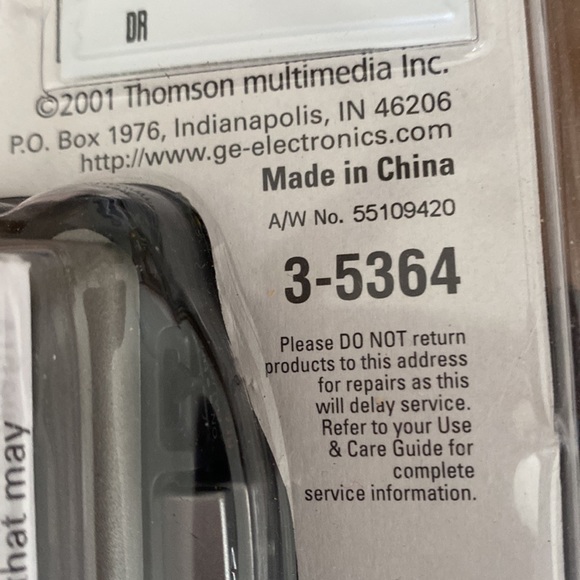 DR
©2001 Thomson multimedia Inc.
P.O. Box 1976, Indianapolis, IN 46206
http://www.ge-electronics.com
Made in China
A/W No. 55109420
3-5364
Please DO NOT return
products to this address
for repairs as this
will delay service.
Refer to your Use
& Care Guide for
complete
service information.
that may